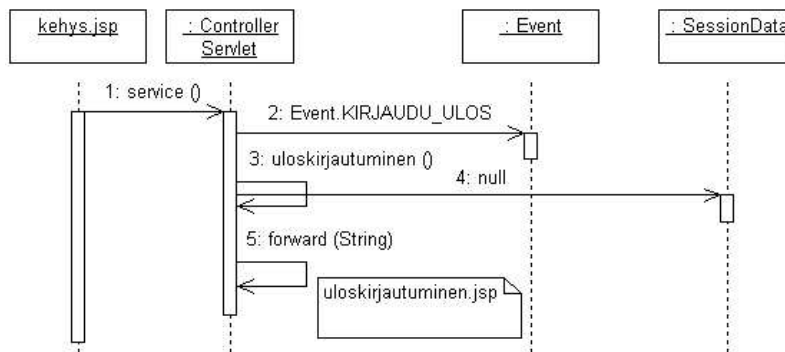 kehys.jsp
: Controller
Servlet
: Event
: SessionData
1: service ()
2: Event.KIRJAUDU_ULOS
3: uloskirjautuminen ()
4: null
5: forward (String)
uloskirjautuminen.jsp